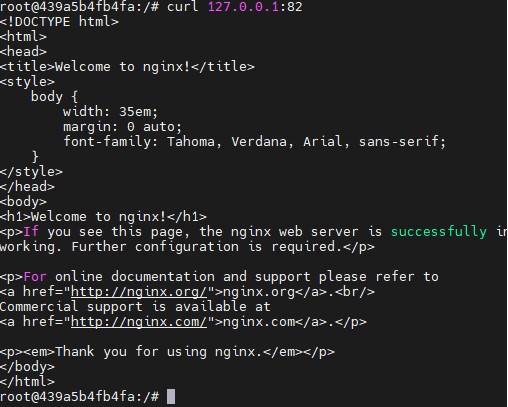 root@439a5b4fb4fa:/# curl 127.0.0.1:82
<!DOCTYPE html>
<html>
<head>
<title>Welcome to nginx!</title>
<style>
    body {
        width: 35em;
        margin: 0 auto;
        font-family: Tahoma, Verdana, Arial, sans-serif;
    }
</style>
</head>
<body>
<h1>Welcome to nginx!</h1>
<p>If you see this page, the nginx web server is successfully in
working. Further configuration is required.</p>

<p>For online documentation and support please refer to
<a href="http://nginx.org/">nginx.org</a>.<br/>
Commercial support is available at
<a href="http://nginx.com/">nginx.com</a>.</p>

<p><em>Thank you for using nginx.</em></p>
</body>
</html>
root@439a5b4fb4fa:/#